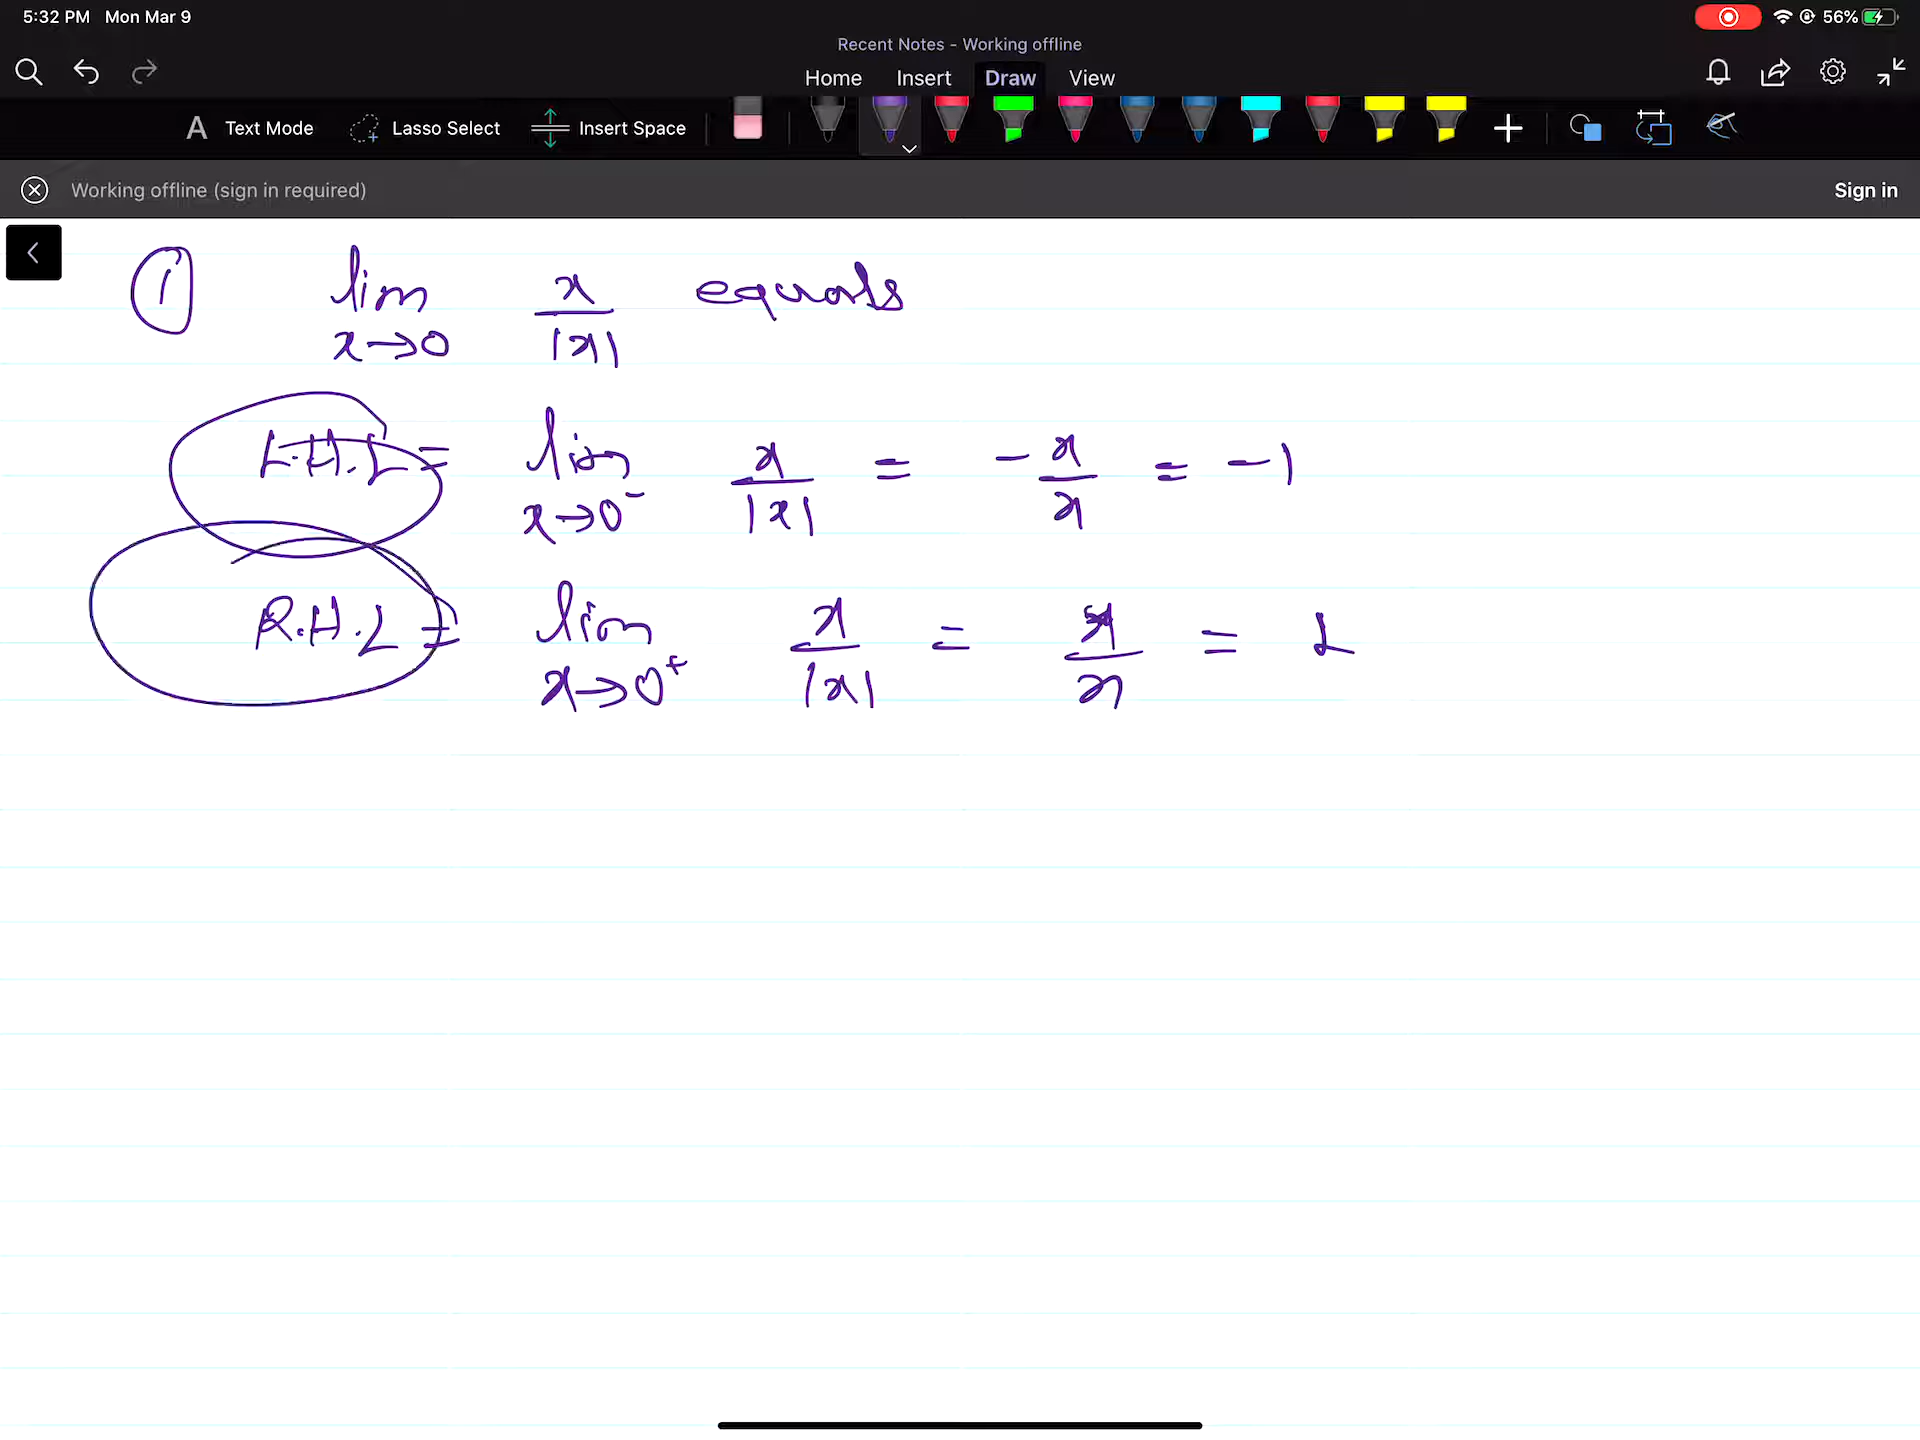 5:32 PM Mon Mar 9
56%
Recent Notes - Working offline
Home Insert Draw View
Text Mode Lasso Select Insert Space
Working offline (sign in required)
Sign in
① lim x→0 x/|x| equals
L.H.L = lim x→0⁻ x/|x| = -x/x = -1
R.H.L = lim x→0⁺ x/|x| = x/x = 1